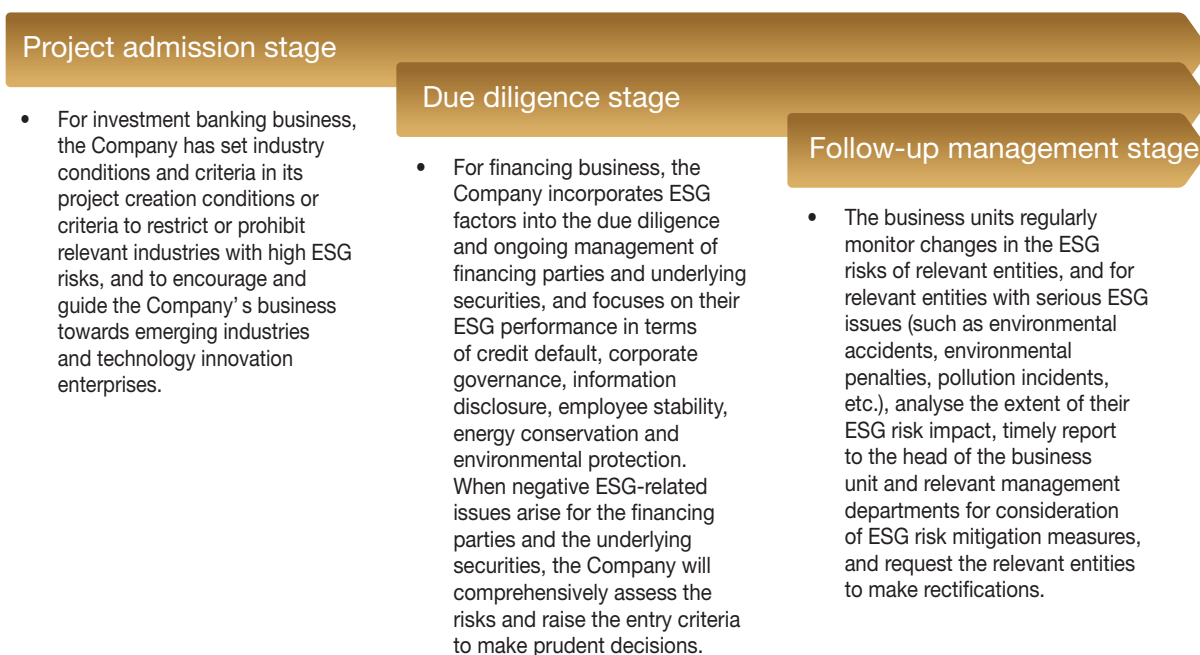 Project admission stage
• For investment banking business,
the Company has set industry
conditions and criteria in its
project creation conditions or
criteria to restrict or prohibit
relevant industries with high ESG
risks, and to encourage and
guide the Company’ s business
towards emerging industries
and technology innovation
enterprises.
Due diligence stage
• For financing business, the
Company incorporates ESG
factors into the due diligence
and ongoing management of
financing parties and underlying
securities, and focuses on their
ESG performance in terms
of credit default, corporate
governance, information
disclosure, employee stability,
energy conservation and
environmental protection.
When negative ESG-related
issues arise for the financing
parties and the underlying
securities, the Company will
comprehensively assess the
risks and raise the entry criteria
to make prudent decisions.
Follow-up management stage
• The business units regularly
monitor changes in the ESG
risks of relevant entities, and for
relevant entities with serious ESG
issues (such as environmental
accidents, environmental
penalties, pollution incidents,
etc.), analyse the extent of their
ESG risk impact, timely report
to the head of the business
unit and relevant management
departments for consideration
of ESG risk mitigation measures,
and request the relevant entities
to make rectifications.